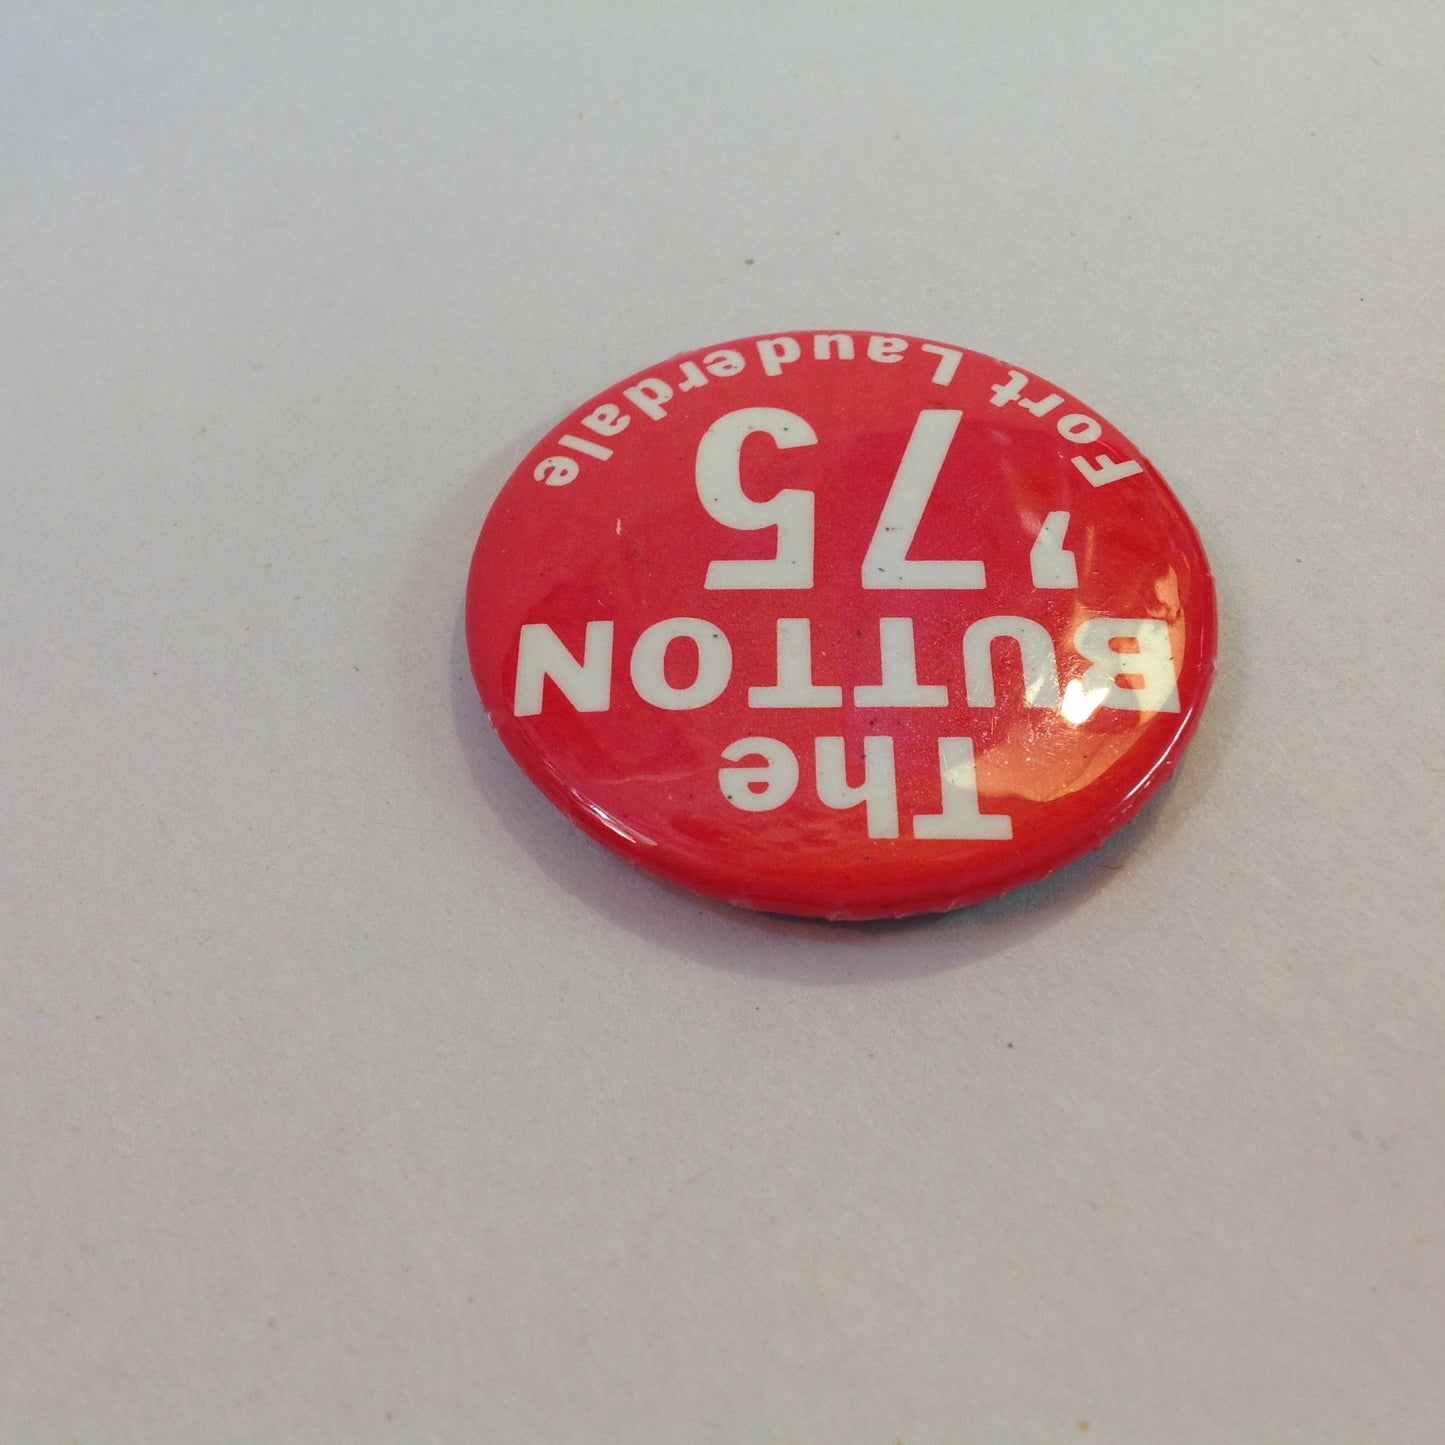 The
BUTTON
'75
Fort Lauderdale